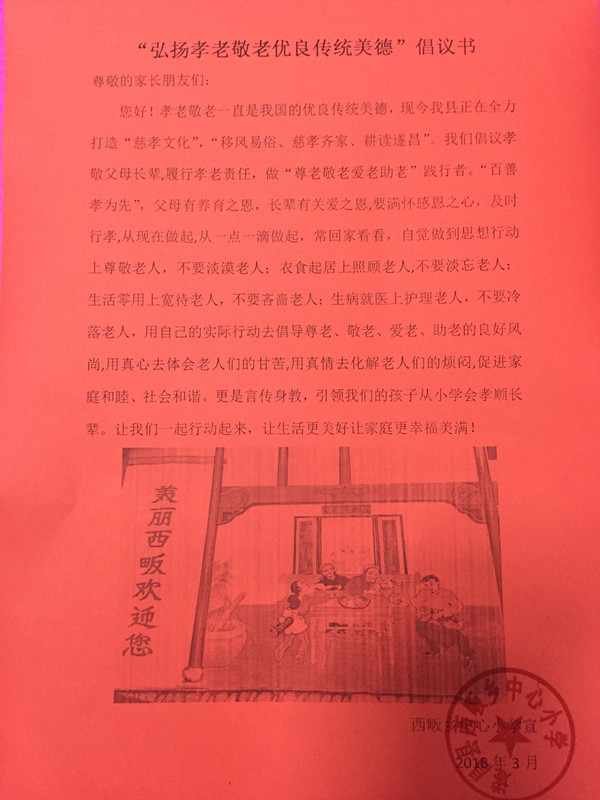 “弘扬孝老敬老优良传统美德”倡议书
尊敬的家长朋友们：
您好！孝老敬老一直是我国的优良传统美德，现今我县正在全力
打造“慈孝文化”，“移风易俗、慈孝齐家、耕读遂昌”。我们倡议孝
敬父母长辈,履行孝老责任，做“尊老敬老爱老助老”践行者。“百善
孝为先”，父母有养育之恩，长辈有关爱之恩,要满怀感恩之心，及时
行孝,从现在做起,从一点一滴做起，常回家看看，自觉做到思想行动
上尊敬老人，不要淡漠老人；衣食起居上照顾老人,不要淡忘老人；
生活零用上宽待老人，不要吝啬老人；生病就医上护理老人，不要冷
落老人，用自己的实际行动去倡导尊老、敬老、爱老、助老的良好风
尚,用真心去体会老人们的甘苦,用真情去化解老人们的烦闷,促进家
庭和睦、社会和谐。更是言传身教，引领我们的孩子从小学会孝顺长
辈。让我们一起行动起来，让生活更美好让家庭更幸福美满！
美丽西畈欢迎您
西畈乡中心小学宣
2018 年 3 月
遂昌县西畈乡中心小学